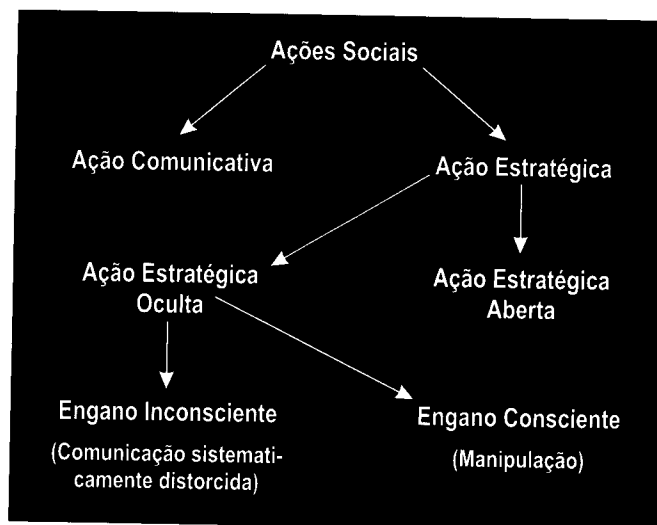 Ações Sociais
Ação Comunicativa
Ação Estratégica
Ação Estratégica
Oculta
Ação Estratégica
Aberta
Engano Inconsciente
(Comunicação sistemati-
camente distorcida)
Engano Consciente
(Manipulação)